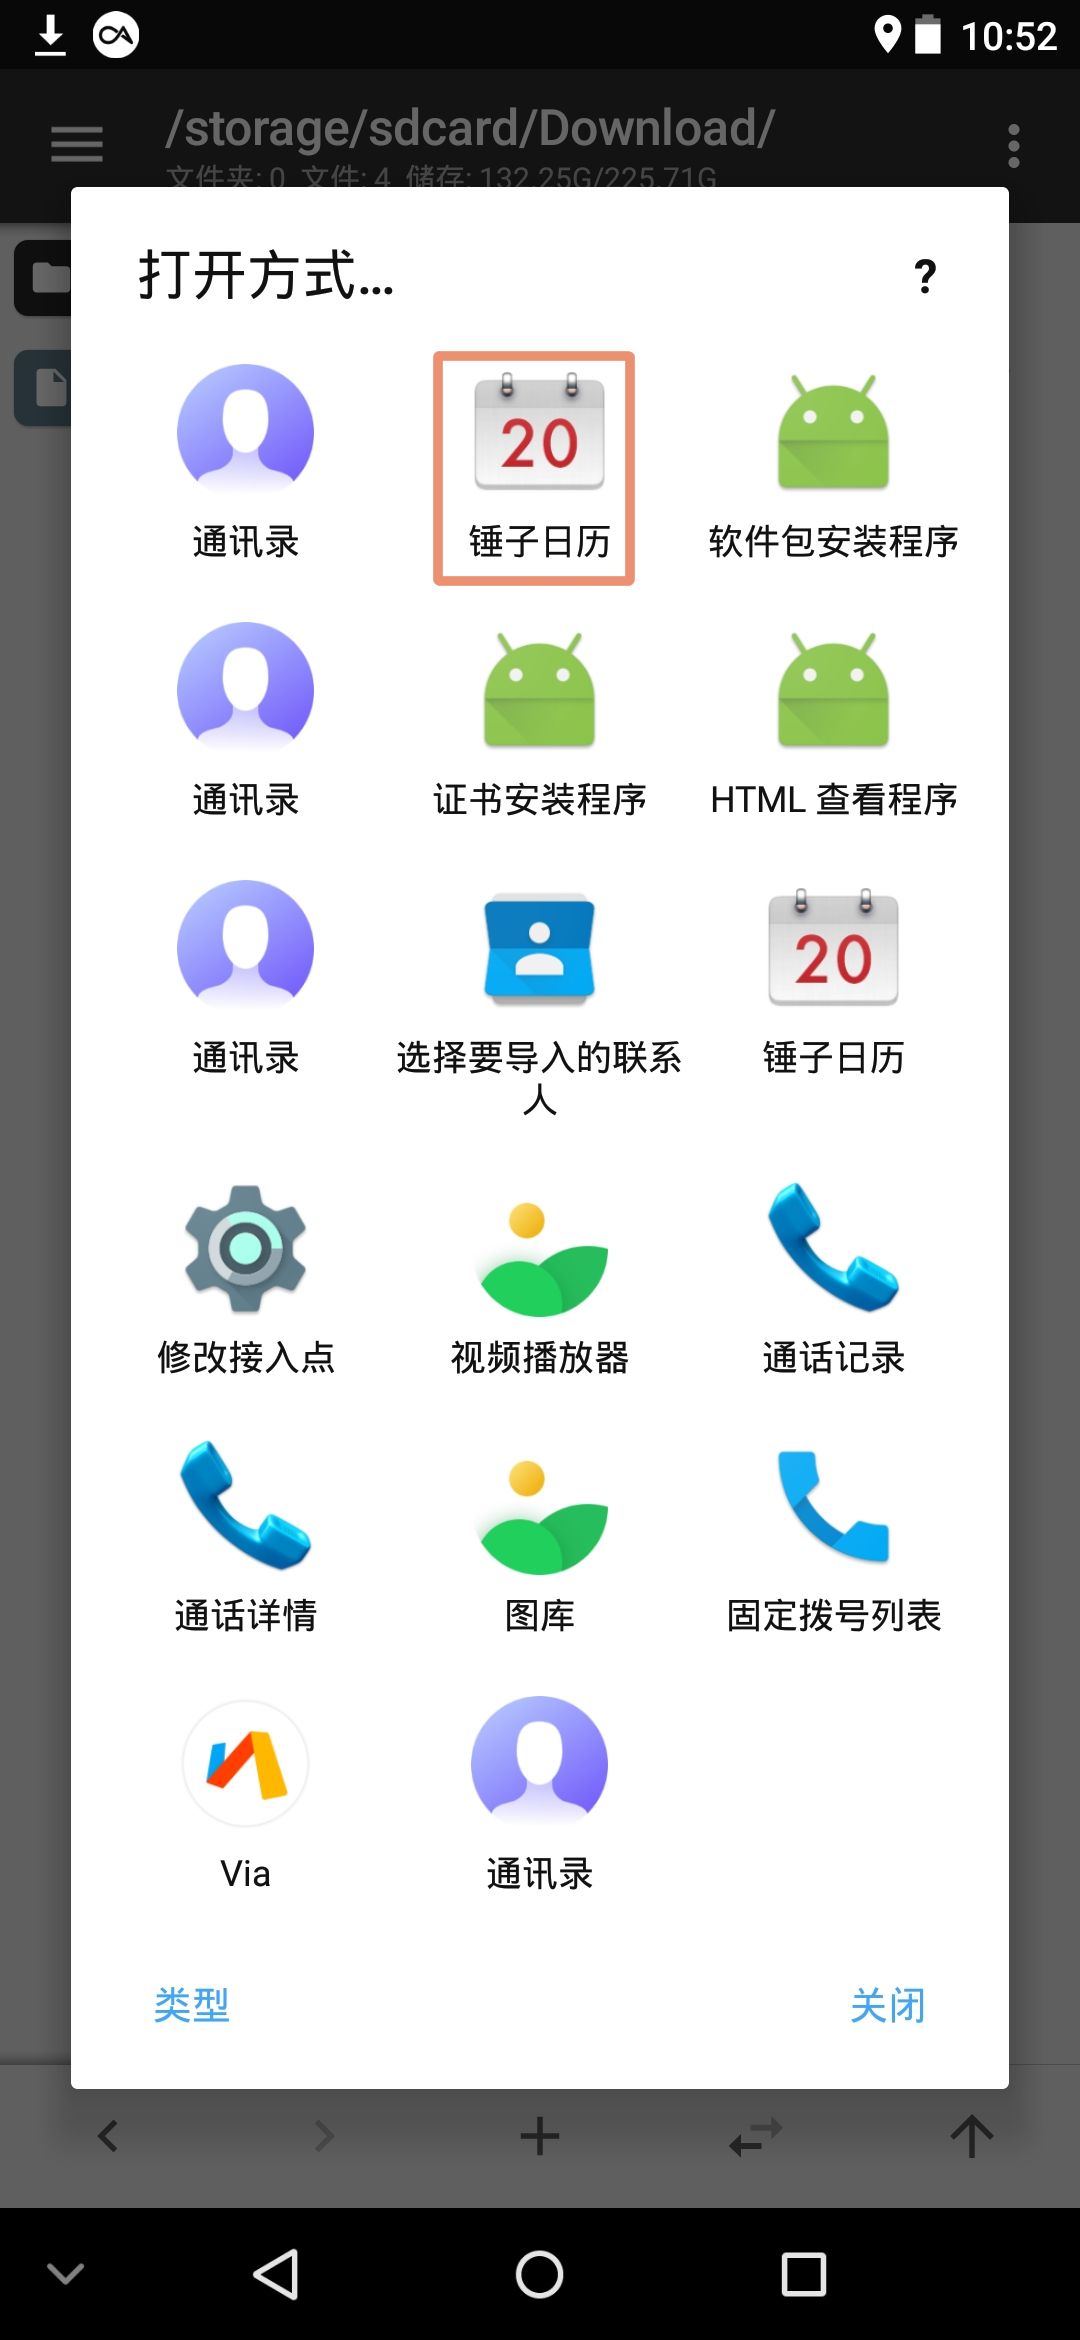 10:52
/storage/sdcard/Download/
文件夹: 0 文件: 4 储存: 132.25G/225.71G
打开方式...
?
20
通讯录
锤子日历
软件包安装程序
通讯录
证书安装程序
HTML 查看程序
20
通讯录
选择要导入的联系
人
锤子日历
修改接入点
视频播放器
通话记录
通话详情
图库
固定拨号列表
Via
通讯录
类型
关闭